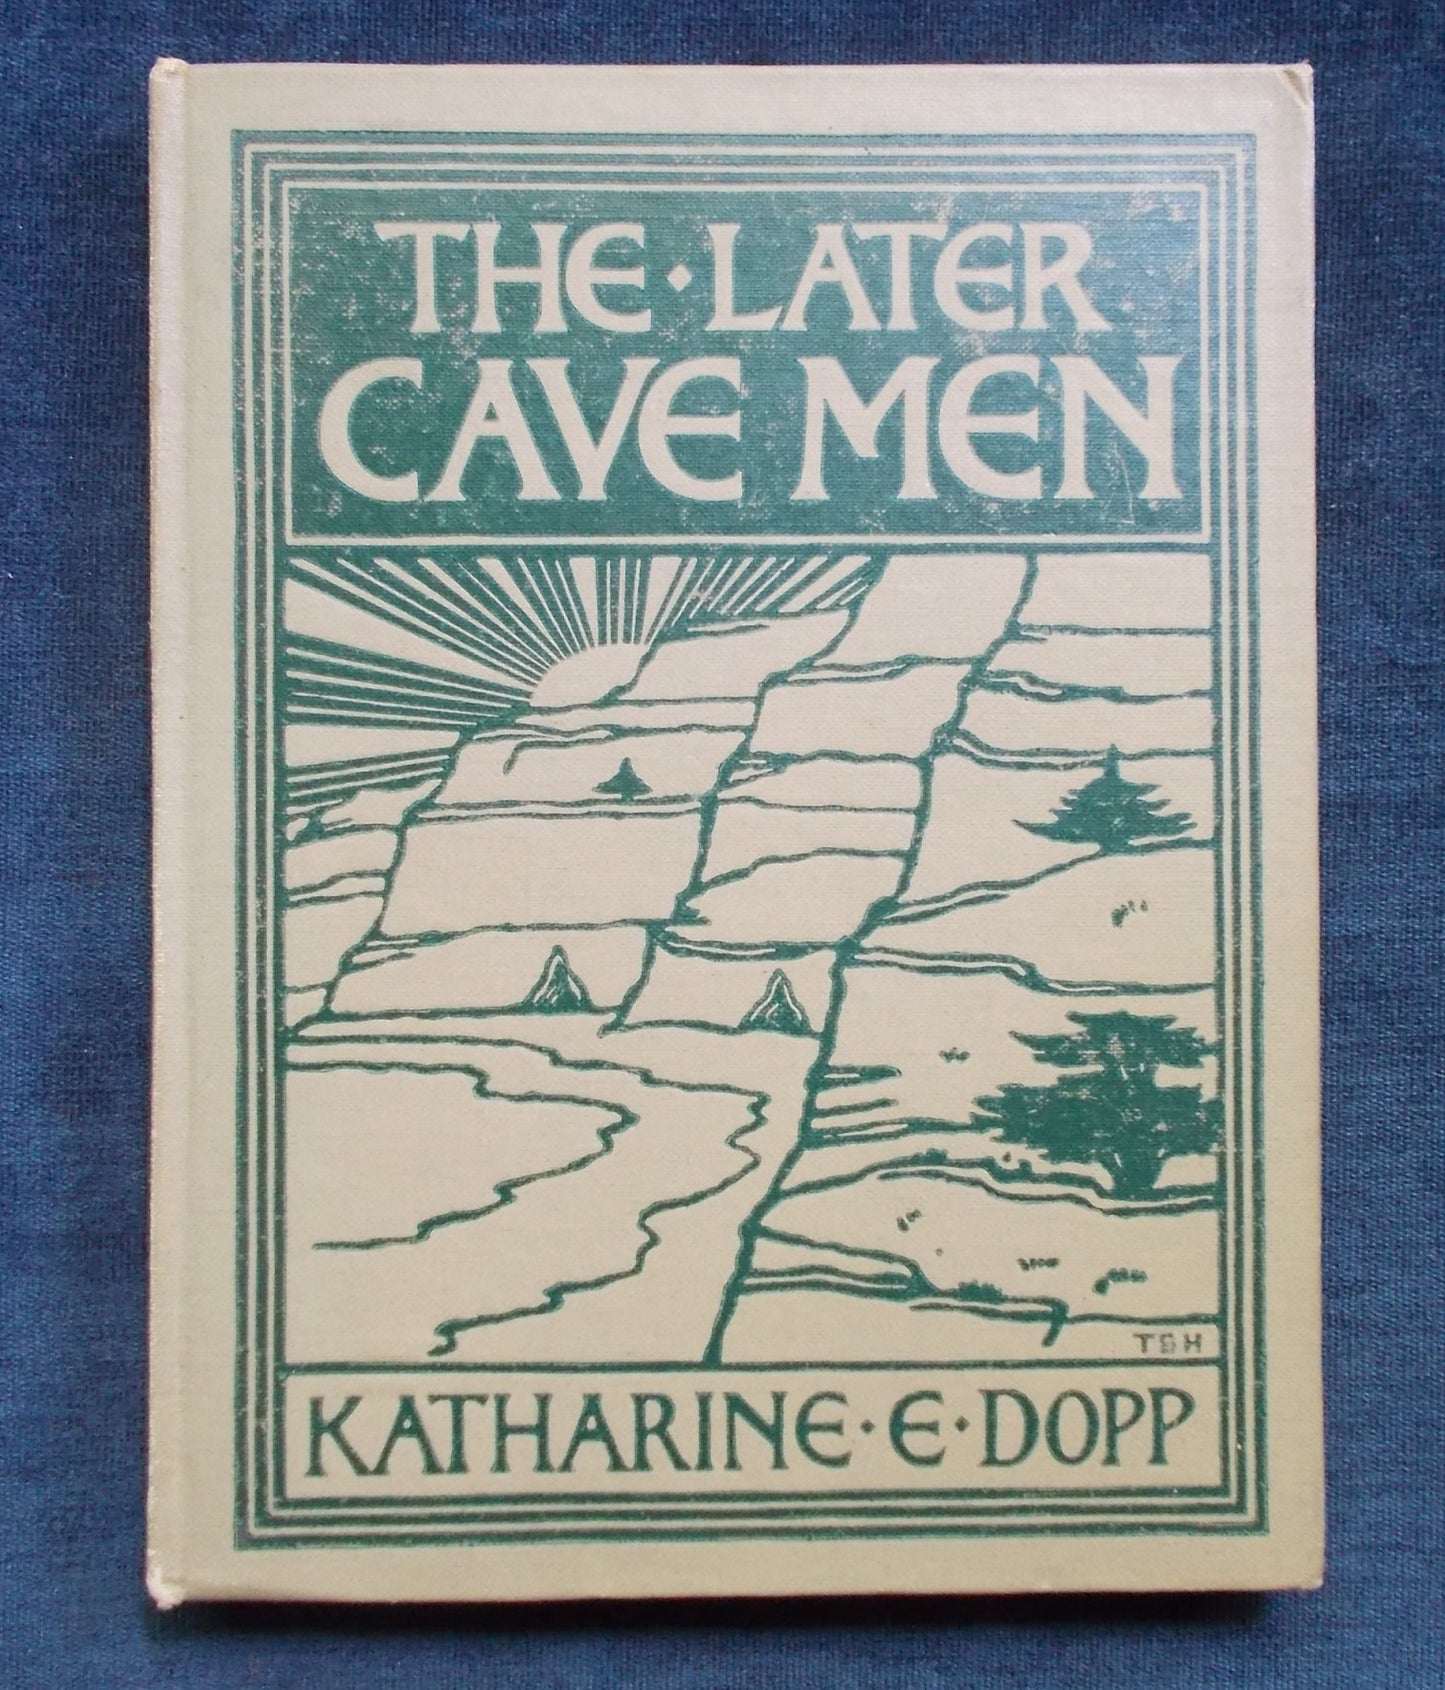 THE · LATER
CAVE MEN
TBH
KATHARINE · E · DOPP